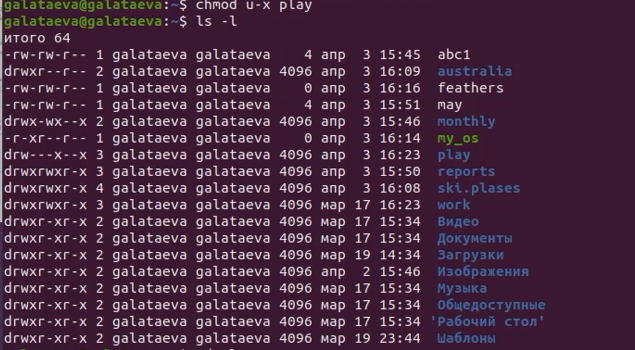 galataeva@galataeva:~$ chmod u-x play
galataeva@galataeva:~$ ls -l
итого 64
-rw-rw-r-- 1 galataeva galataeva    4 апр  3 15:45  abc1
drwxr--r-- 2 galataeva galataeva 4096 апр  3 16:09  australia
-rw-rw-r-- 1 galataeva galataeva    0 апр  3 16:16  feathers
-rw-rw-r-- 1 galataeva galataeva    4 апр  3 15:51  may
drwx-wx--x 2 galataeva galataeva 4096 апр  3 15:46  monthly
-r-xr--r-- 1 galataeva galataeva    0 апр  3 16:14  my_os
drw---x--x 3 galataeva galataeva 4096 апр  3 16:23  play
drwxrwxr-x 3 galataeva galataeva 4096 апр  3 15:50  reports
drwxrwxr-x 4 galataeva galataeva 4096 апр  3 16:08  ski.plases
drwxrwxr-x 3 galataeva galataeva 4096 мар 17 16:23  work
drwxr-xr-x 2 galataeva galataeva 4096 мар 17 15:34  Видео
drwxr-xr-x 2 galataeva galataeva 4096 мар 17 15:34  Документы
drwxr-xr-x 2 galataeva galataeva 4096 мар 19 14:34  Загрузки
drwxr-xr-x 2 galataeva galataeva 4096 апр  2 15:46  Изображения
drwxr-xr-x 2 galataeva galataeva 4096 мар 17 15:34  Музыка
drwxr-xr-x 2 galataeva galataeva 4096 мар 17 15:34  Общедоступные
drwxr-xr-x 2 galataeva galataeva 4096 мар 17 15:34 'Рабочий стол'
drwxr-xr-x 2 galataeva galataeva 4096 мар 19 23:44  Шаблоны